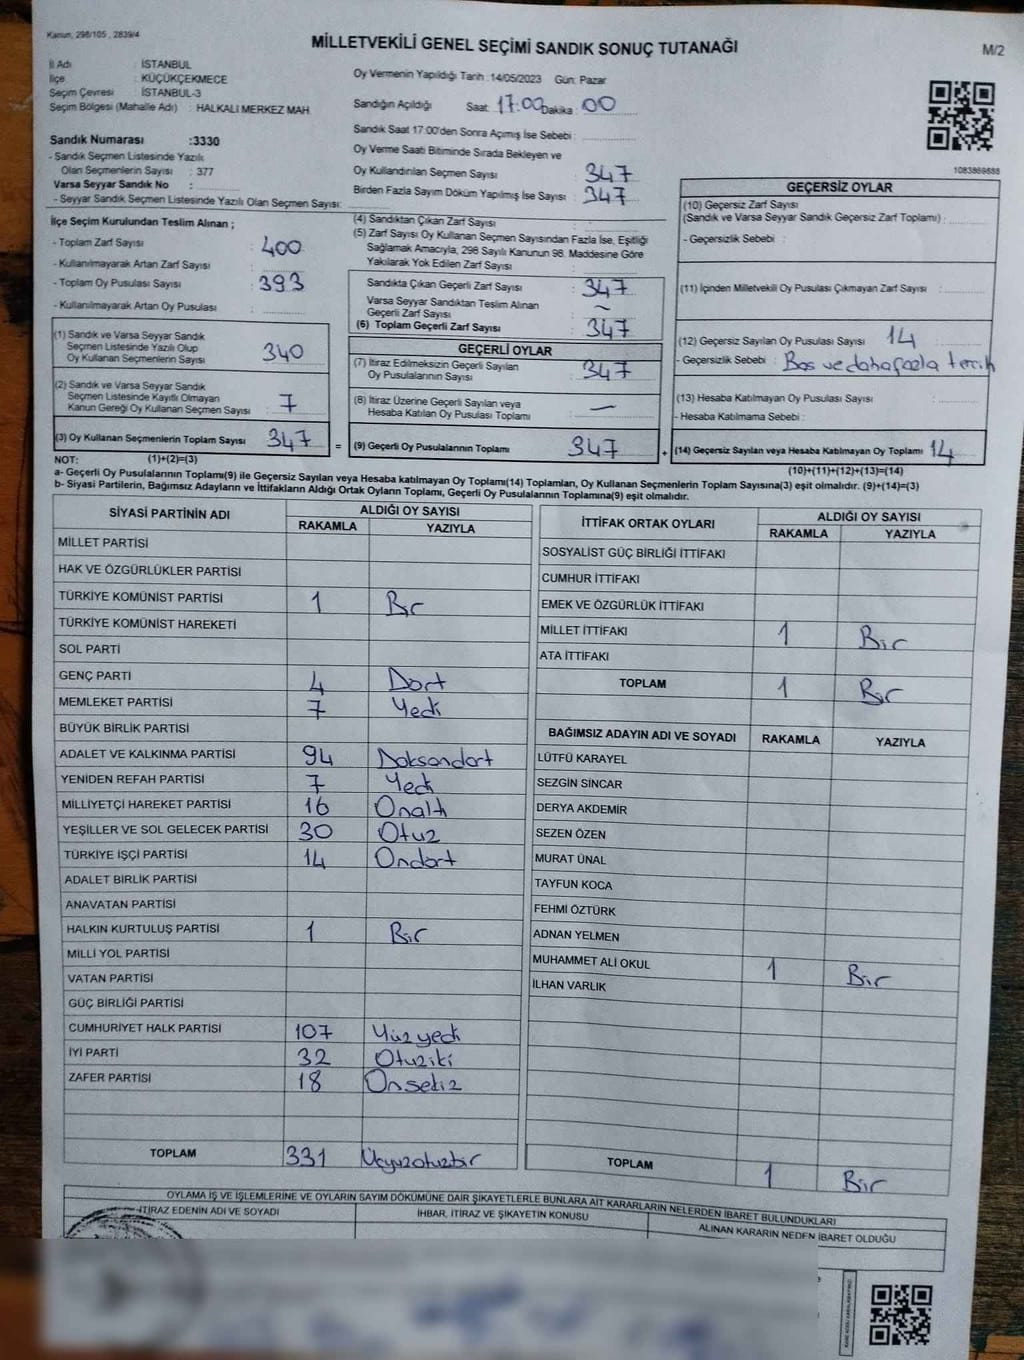 Kanun, 298/105 , 2839/4
MİLLETVEKİLİ GENEL SEÇİMİ SANDIK SONUÇ TUTANAĞI
M/2
İl Adı : İSTANBUL
İlçe : KÜÇÜKÇEKMECE
Seçim Çevresi : İSTANBUL-3
Seçim Bölgesi (Mahalle Adı) : HALKALI MERKEZ MAH.
Sandık Numarası :3330
- Sandık Seçmen Listesinde Yazılı
Olan Seçmenlerin Sayısı : 377
Varsa Seyyar Sandık No :
- Seyyar Sandık Seçmen Listesinde Yazılı Olan Seçmen Sayısı:
Oy Vermenin Yapıldığı Tarih :14/05/2023 Gün: Pazar
Sandığın Açıldığı Saat: 17:00 Dakika : 00
Sandık Saat 17:00'den Sonra Açımış İse Sebebi :
Oy Verme Saati Bitiminde Sırada Bekleyen ve
Oy Kullandırılan Seçmen Sayısı : 347
Birden Fazla Sayım Döküm Yapılmış İse Sayısı : 347
1083869888
İlçe Seçim Kurulundan Teslim Alınan ;
- Toplam Zarf Sayısı : 400
- Kullanılmayarak Artan Zarf Sayısı :
- Toplam Oy Pusulası Sayısı : 393
- Kullanılmayarak Artan Oy Pusulası :
(1) Sandık ve Varsa Seyyar Sandık
Seçmen Listesinde Yazılı Olup
Oy Kullanan Seçmenlerin Sayısı : 340
(2) Sandık ve Varsa Seyyar Sandık
Seçmen Listesinde Kayıtlı Olmayan
Kanun Gereği Oy Kullanan Seçmen Sayısı : 7
(3) Oy Kullanan Seçmenlerin Toplam Sayısı 347
(4) Sandıktan Çıkan Zarf Sayısı :
(5) Zarf Sayısı Oy Kullanan Seçmen Sayısından Fazla İse, Eşitliği
Sağlamak Amacıyla, 298 Sayılı Kanunun 98. Maddesine Göre
Yakılarak Yok Edilen Zarf Sayısı :
Sandıkta Çıkan Geçerli Zarf Sayısı : 347
Varsa Seyyar Sandıktan Teslim Alınan
Geçerli Zarf Sayısı : ~
(6) Toplam Geçerli Zarf Sayısı : 347
GEÇERLİ OYLAR
(7) İtiraz Edilmeksizin Geçerli Sayılan
Oy Pusulalarının Sayısı : 347
(8) İtiraz Üzerine Geçerli Sayılan veya
Hesaba Katılan Oy Pusulası Toplamı : —
= (9) Geçerli Oy Pusulalarının Toplamı 347
GEÇERSİZ OYLAR
(10) Geçersiz Zarf Sayısı
(Sandık ve Varsa Seyyar Sandık Geçersiz Zarf Toplamı) :
- Geçersizlik Sebebi :
(11) İçinden Milletvekili Oy Pusulası Çıkmayan Zarf Sayısı :
(12) Geçersiz Sayılan Oy Pusulası Sayısı : 14
- Geçersizlik Sebebi : Boş ve daha fazla tercih
(13) Hesaba Katılmayan Oy Pusulası Sayısı :
- Hesaba Katılmama Sebebi :
+ (14) Geçersiz Sayılan veya Hesaba Katılmayan Oy Toplamı 14
NOT: (1)+(2)=(3)
(10)+(11)+(12)+(13)=(14)
a- Geçerli Oy Pusulalarının Toplamı(9) ile Geçersiz Sayılan veya Hesaba katılmayan Oy Toplamı(14) Toplamları, Oy Kullanan Seçmenlerin Toplam Sayısına(3) eşit olmalıdır. (9)+(14)=(3)
b- Siyasi Partilerin, Bağımsız Adayların ve İttifakların Aldığı Ortak Oyların Toplamı, Geçerli Oy Pusulalarının Toplamına(9) eşit olmalıdır.
SİYASİ PARTİNİN ADI ALDIĞI OY SAYISI
RAKAMLA YAZIYLA
MİLLET PARTİSİ
HAK VE ÖZGÜRLÜKLER PARTİSİ
TÜRKİYE KOMÜNİST PARTİSİ 1 Bir
TÜRKİYE KOMÜNİST HAREKETİ
SOL PARTİ
GENÇ PARTİ 4 Dort
MEMLEKET PARTİSİ 7 Yedi
BÜYÜK BİRLİK PARTİSİ
ADALET VE KALKINMA PARTİSİ 94 Doksandort
YENİDEN REFAH PARTİSİ 7 Yedi
MİLLİYETÇİ HAREKET PARTİSİ 16 Onaltı
YEŞİLLER VE SOL GELECEK PARTİSİ 30 Otuz
TÜRKİYE İŞÇİ PARTİSİ 14 Ondort
ADALET BİRLİK PARTİSİ
ANAVATAN PARTİSİ
HALKIN KURTULUŞ PARTİSİ 1 Bir
MİLLİ YOL PARTİSİ
VATAN PARTİSİ
GÜÇ BİRLİĞİ PARTİSİ
CUMHURİYET HALK PARTİSİ 107 Yüzyedi
İYİ PARTİ 32 Otuziki
ZAFER PARTİSİ 18 Onsekiz
TOPLAM 331 Üçyüzotuzbir
İTTİFAK ORTAK OYLARI ALDIĞI OY SAYISI
RAKAMLA YAZIYLA
SOSYALİST GÜÇ BİRLİĞİ İTTİFAKI
CUMHUR İTTİFAKI
EMEK VE ÖZGÜRLÜK İTTİFAKI
MİLLET İTTİFAKI 1 Bir
ATA İTTİFAKI
TOPLAM 1 Bir
BAĞIMSIZ ADAYIN ADI VE SOYADI RAKAMLA YAZIYLA
LÜTFÜ KARAYEL
SEZGİN SİNCAR
DERYA AKDEMİR
SEZEN ÖZEN
MURAT ÜNAL
TAYFUN KOCA
FEHMİ ÖZTÜRK
ADNAN YELMEN
MUHAMMET ALİ OKUL 1 Bir
İLHAN VARLIK
TOPLAM 1 Bir
OYLAMA İŞ VE İŞLEMLERİNE VE OYLARIN SAYIM DÖKÜMÜNE DAİR ŞİKAYETLERLE BUNLARA AİT KARARLARIN NELERDEN İBARET BULUNDUKLARI
İTİRAZ EDENİN ADI VE SOYADI İHBAR, İTİRAZ VE ŞİKAYETİN KONUSU ALINAN KARARIN NEDEN İBARET OLDUĞU